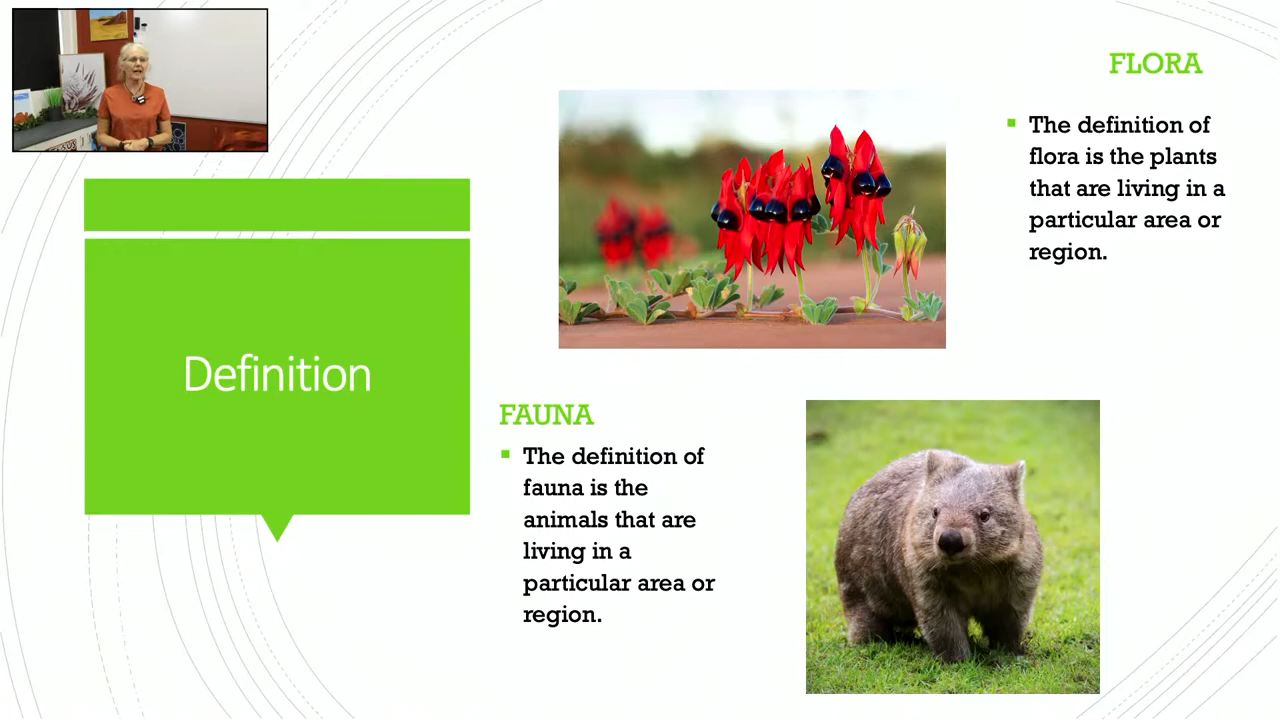 FLORA
The definition of
flora is the plants
that are living in a
particular area or
region.
Definition
FAUNA
The definition of
fauna is the
animals that are
living in a
particular area or
region.